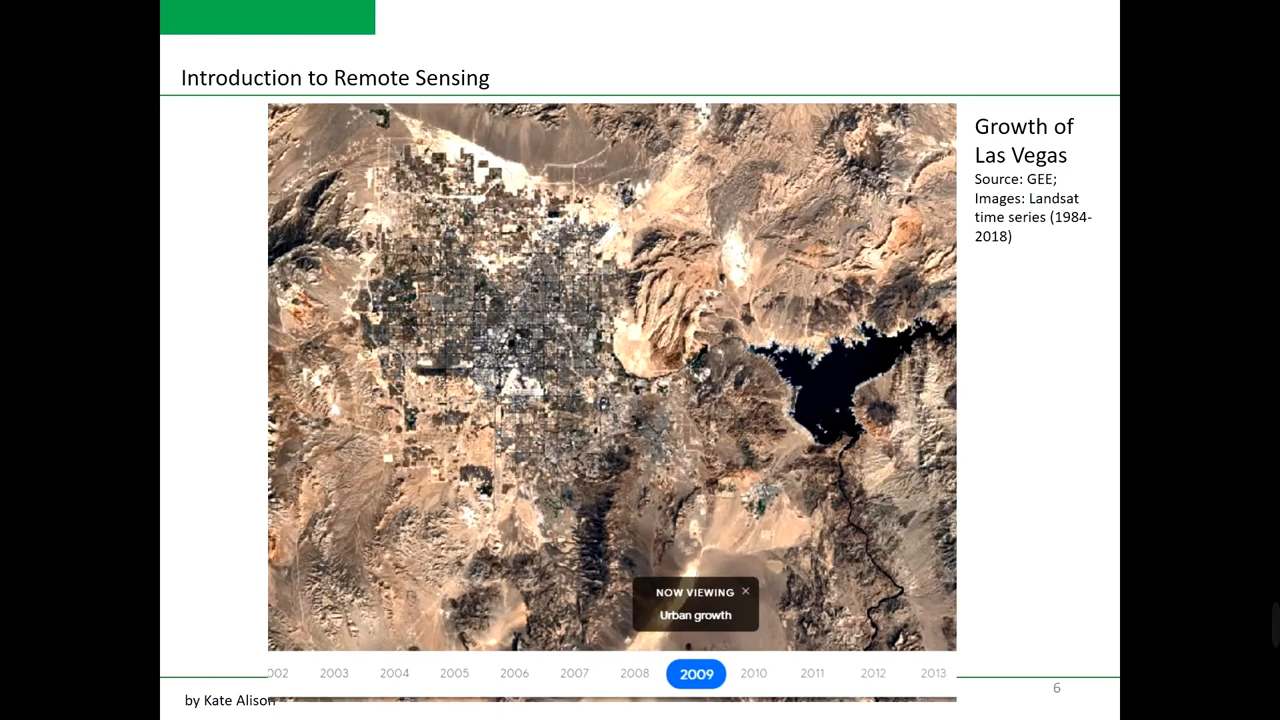 Introduction to Remote Sensing
Growth of
Las Vegas
Source: GEE;
Images: Landsat
time series (1984-
2018)
NOW VIEWING ×
Urban growth
002 2003 2004 2005 2006 2007 2008 2009 2010 2011 2012 2013
6
by Kate Alison